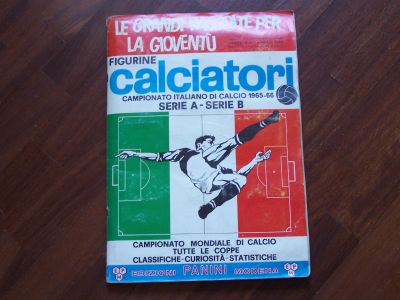 LE GRANDI RACCOLTE PER
LA GIOVENTÙ
FIGURINE
calciatori
CAMPIONATO ITALIANO DI CALCIO 1965-66
SERIE A - SERIE B
CAMPIONATO MONDIALE DI CALCIO
TUTTE LE COPPE
CLASSIFICHE-CURIOSITÀ-STATISTICHE
EDIZIONI PANINI MODENA